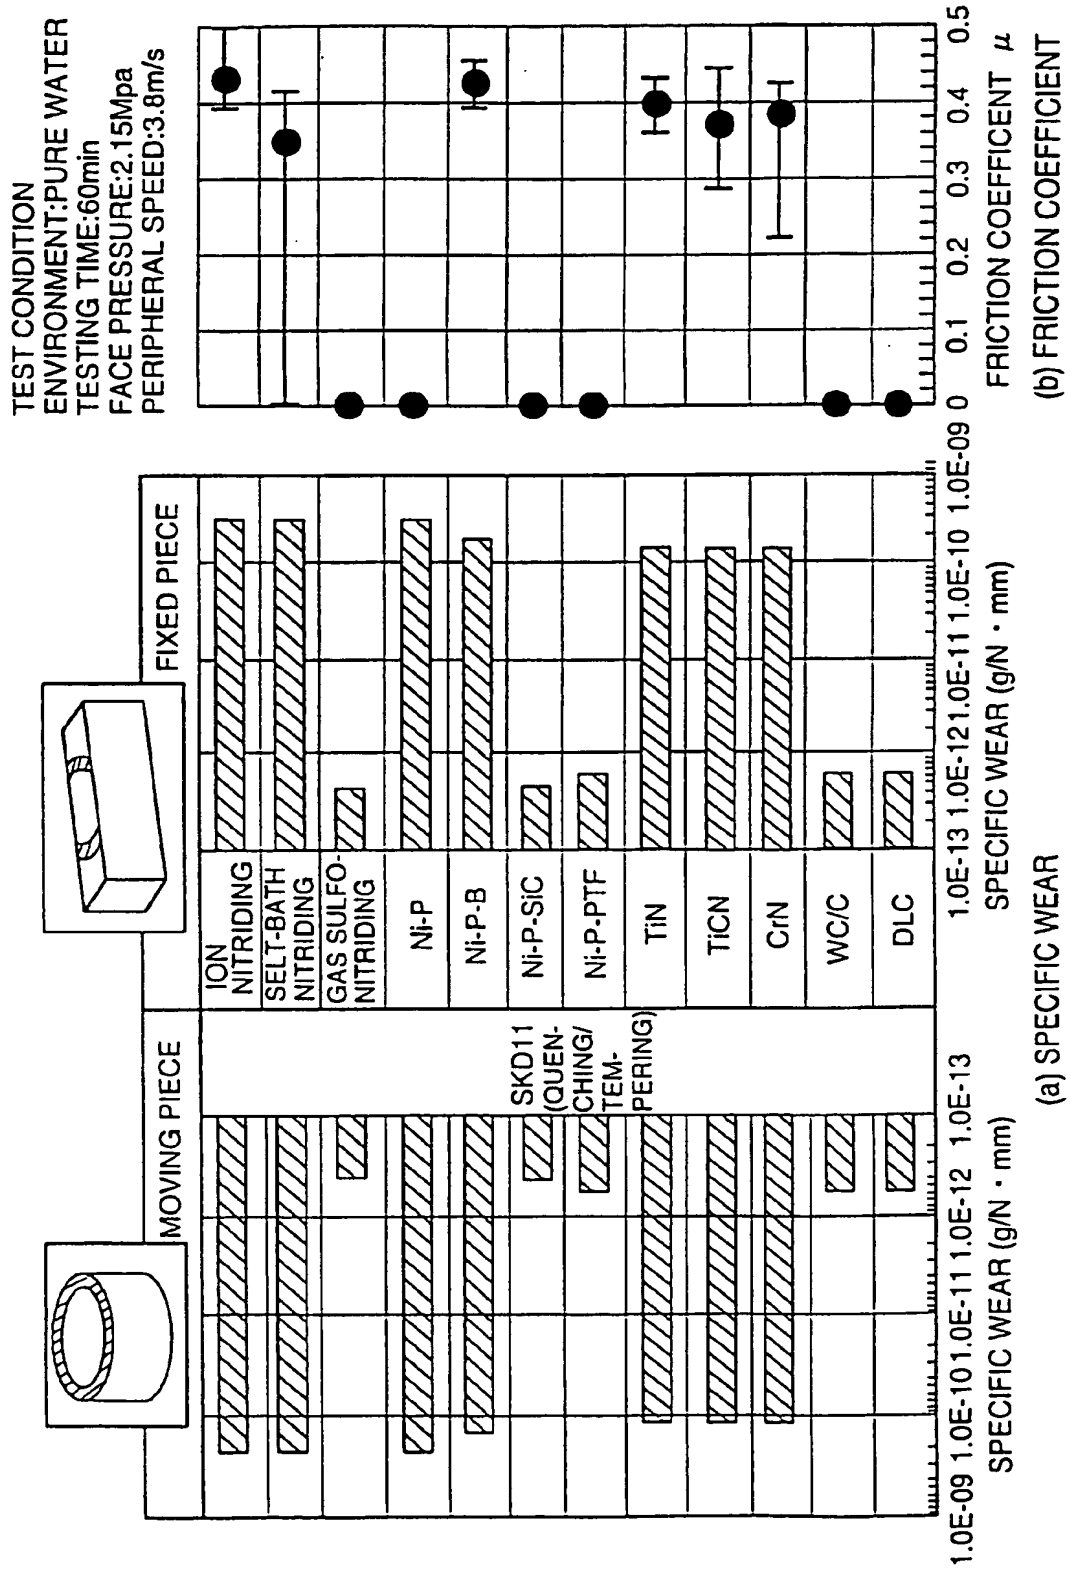 TEST CONDITION
ENVIRONMENT:PURE WATER
TESTING TIME:60min
FACE PRESSURE:2.15Mpa
PERIPHERAL SPEED:3.8m/s
MOVING PIECE
FIXED PIECE
SKD11
(QUEN-
CHING/
TEM-
PERING)
ION
NITRIDING
SELT-BATH
NITRIDING
GAS SULFO-
NITRIDING
Ni-P
Ni-P-B
Ni-P-SiC
Ni-P-PTF
TiN
TiCN
CrN
WC/C
DLC
1.0E-09 1.0E-10 1.0E-11 1.0E-12 1.0E-13
SPECIFIC WEAR (g/N・mm)
1.0E-13 1.0E-12 1.0E-11 1.0E-10 1.0E-09
SPECIFIC WEAR (g/N・mm)
(a) SPECIFIC WEAR
0 0.1 0.2 0.3 0.4 0.5
FRICTION COEFFICENT μ
(b) FRICTION COEFFICIENT